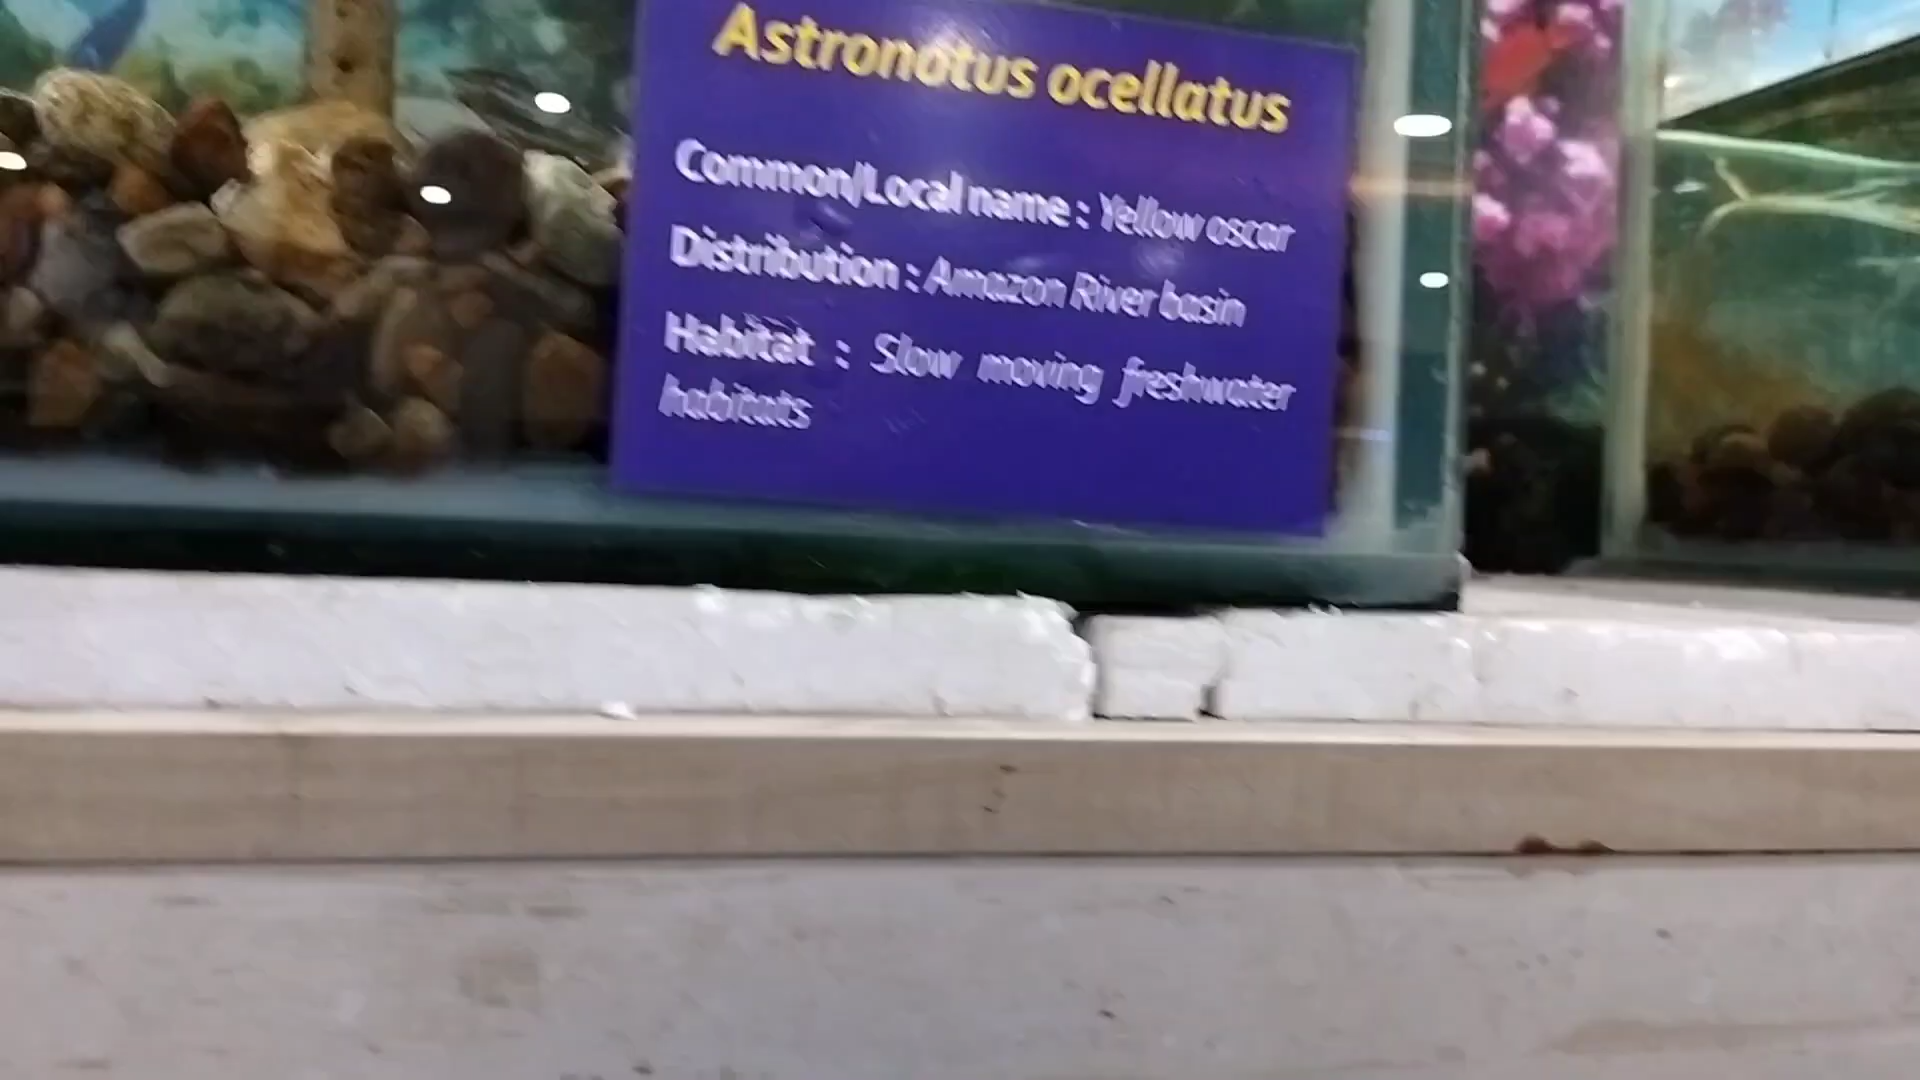 Astronotus ocellatus
Common/Local name : Yellow oscar
Distribution : Amazon River basin
Habitat : Slow moving freshwater
habitats